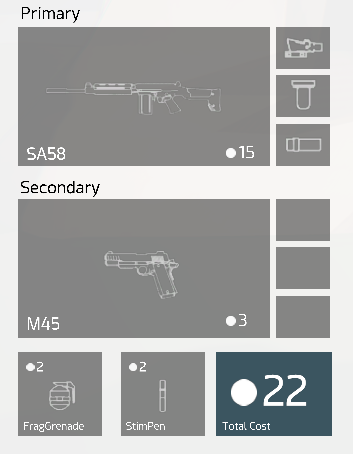 Primary
SA58
15
Secondary
M45
3
2
FragGrenade
2
StimPen
22
Total Cost